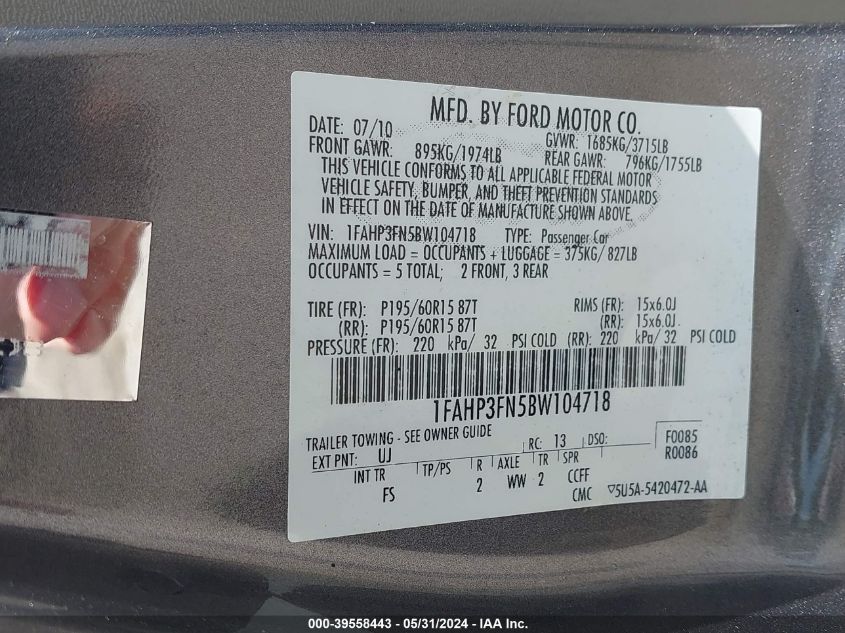 MFD. BY FORD MOTOR CO.
DATE: 07/10 GVWR: 1685KG/3715LB
FRONT GAWR: 895KG/1974LB REAR GAWR: 796KG/1755LB
THIS VEHICLE CONFORMS TO ALL APPLICABLE FEDERAL MOTOR
VEHICLE SAFETY, BUMPER, AND THEFT PREVENTION STANDARDS
IN EFFECT ON THE DATE OF MANUFACTURE SHOWN ABOVE.
VIN: 1FAHP3FN5BW104718 TYPE: Passenger Car
MAXIMUM LOAD = OCCUPANTS + LUGGAGE = 375KG/ 827LB
OCCUPANTS = 5 TOTAL; 2 FRONT, 3 REAR
TIRE (FR): P195/60R15 87T RIMS (FR): 15x6.0J
(RR): P195/60R15 87T (RR): 15x6.0J
PRESSURE (FR): 220 kPa/ 32 PSI COLD (RR): 220 kPa/ 32 PSI COLD
1FAHP3FN5BW104718
TRAILER TOWING - SEE OWNER GUIDE
EXT PNT: UJ RC: 13 DSO: F0085
R0086
INT TR TP/PS R AXLE TR SPR
FS 2 WW 2 CCFF
CMC ▽5U5A-5420472-AA
000-39558443 - 05/31/2024 - IAA Inc.